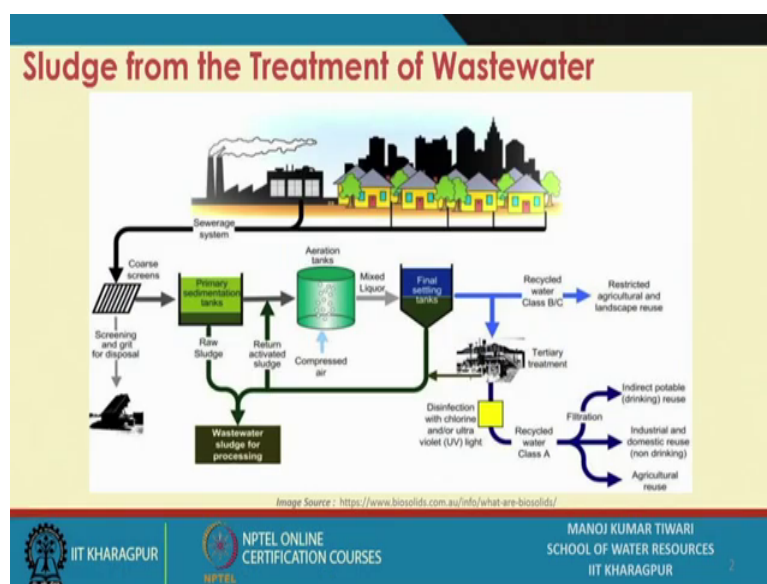 Sludge from the Treatment of Wastewater
Sewerage
system
Coarse
screens
Primary
sedimentation
tanks
Aeration
tanks
Mixed
Liquor
Final
settling
tanks
Recycled
water
Class B/C
Restricted
agricultural and
landscape reuse
Screening
and grit
for disposal
Raw
Sludge
Return
activated
sludge
Compressed
air
Tertiary
treatment
Wastewater
sludge for
processing
Disinfection
with chlorine
and/or ultra
violet (UV) light
Recycled
water
Class A
Filtration
Indirect potable
(drinking) reuse
Industrial and
domestic reuse
(non drinking)
Agricultural
reuse
Image Source : https://www.biosolids.com.au/info/what-are-biosolids/
IIT KHARAGPUR
NPTEL
NPTEL ONLINE
CERTIFICATION COURSES
MANOJ KUMAR TIWARI
SCHOOL OF WATER RESOURCES
IIT KHARAGPUR
2